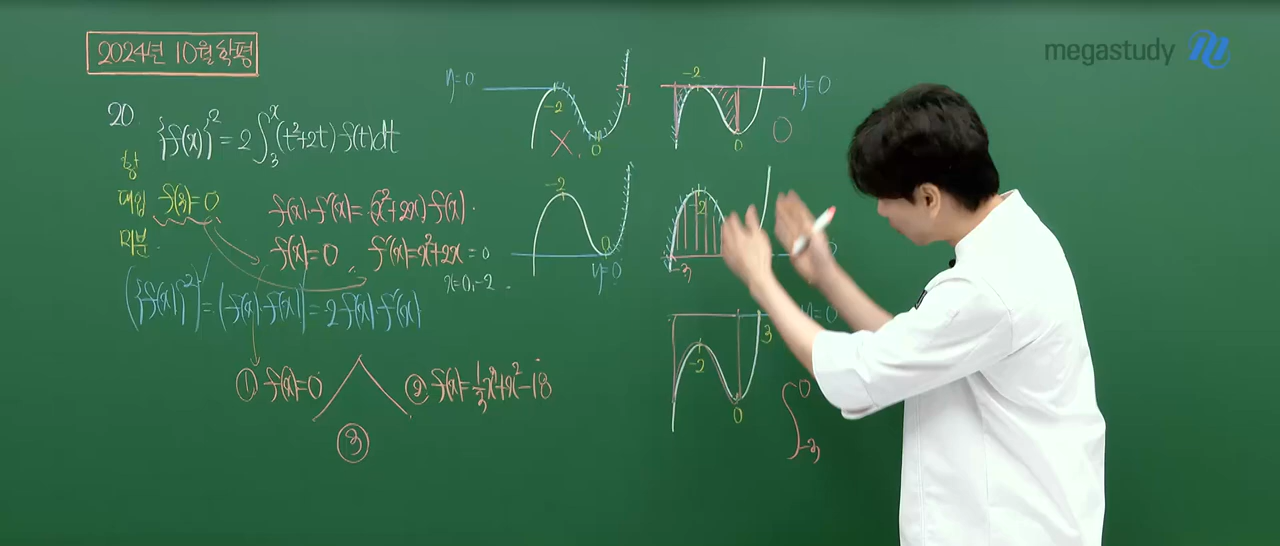 2024년 10월 학평
megastudy
20.
{f(x)}² = 2∫₃ˣ(t²+2t)f(t)dt
항
대입 f(3)=0
미분.
f(x)·f'(x)=(x²+2x)f(x).
f(x)=0 f'(x)=x²+2x=0
x=0,-2.
({f(x)}²)'=(f(x)·f(x))'=2f(x)·f'(x)
① f(x)=0
② f(x)=⅓x³+x²-18
③
y=0
-2
X.
0
-2
y=0
0
O
-2
0
y=0
-2
-3
-2
0
y=0
3
∫₋₃⁰